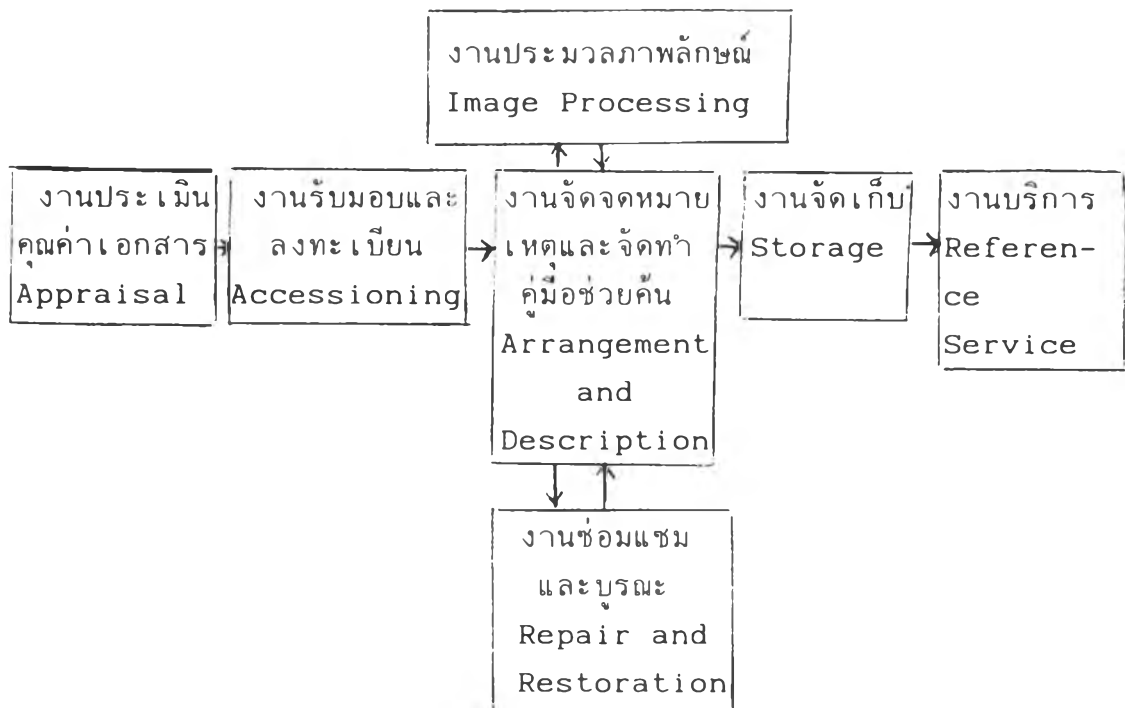 งานประมวลภาพลักษณ์
Image Processing
งานประเมิน
คุณค่าเอกสาร
Appraisal
งานรับมอบและ
ลงทะเบียน
Accessioning
งานจัดจดหมาย
เหตุและจัดทำ
คู่มือช่วยค้น
Arrangement
and
Description
งานจัดเก็บ
Storage
งานบริการ
Referen-
ce
Service
งานซ่อมแซม
และบูรณะ
Repair and
Restoration